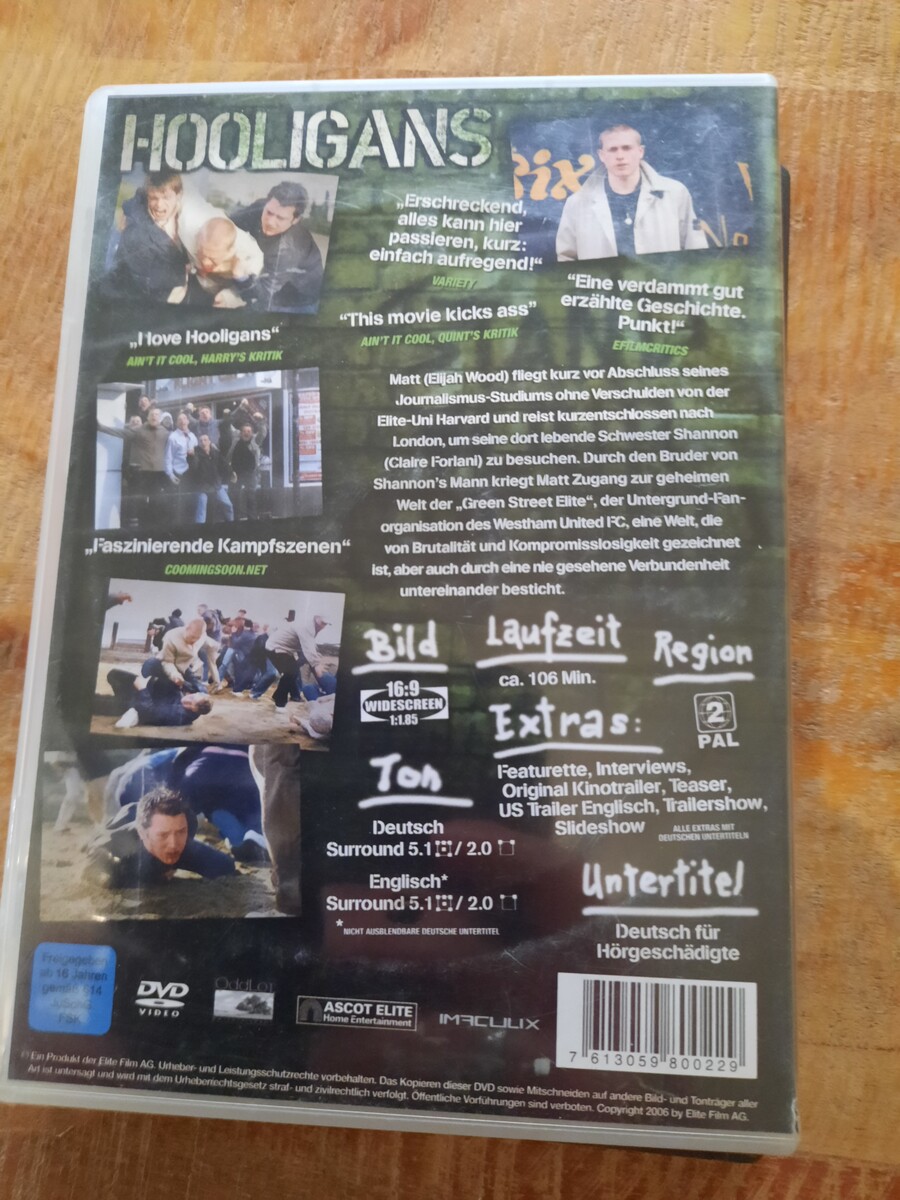 HOOLIGANS
„Erschreckend,
alles kann hier
passieren, kurz:
einfach aufregend!“
VARIETY
“Eine verdammt gut
erzählte Geschichte.
Punkt!“
EFILMCRITICS
“This movie kicks ass”
AIN'T IT COOL, QUINT'S KRITIK
„I love Hooligans“
AIN'T IT COOL, HARRY'S KRITIK
Matt (Elijah Wood) fliegt kurz vor Abschluss seines
Journalismus-Studiums ohne Verschulden von der
Elite-Uni Harvard und reist kurzentschlossen nach
London, um seine dort lebende Schwester Shannon
(Claire Forlani) zu besuchen. Durch den Bruder von
Shannon's Mann kriegt Matt Zugang zur geheimen
Welt der „Green Street Elite“, der Untergrund-Fan-
organisation des Westham United FC, eine Welt, die
von Brutalität und Kompromisslosigkeit gezeichnet
ist, aber auch durch eine nie gesehene Verbundenheit
untereinander besticht.
„Faszinierende Kampfszenen“
COOMINGSOON.NET
Bild
16:9
WIDESCREEN
1:1.85
Laufzeit
ca. 106 Min.
Region
2
PAL
Extras:
Featurette, Interviews,
Original Kinotrailer, Teaser,
US Trailer Englisch, Trailershow,
Slideshow
ALLE EXTRAS MIT
DEUTSCHEN UNTERTITELN
Ton
Deutsch
Surround 5.1 / 2.0
Englisch*
Surround 5.1 / 2.0
* NICHT AUSBLENDBARE DEUTSCHE UNTERTITEL
Untertitel
Deutsch für
Hörgeschädigte
Freigegeben
ab 16 Jahren
gemäß §14
JuSchG
FSK
DVD
VIDEO
OddLot
ASCOT ELITE
Home Entertainment
IMACULIX
7 613059 800229
© Ein Produkt der Elite Film AG. Urheber- und Leistungsschutzrechte vorbehalten. Das Kopieren dieser DVD sowie Mitschneiden auf andere Bild- und Tonträger aller
Art ist untersagt und wird mit dem Urheberrechtsgesetz straf- und zivilrechtlich verfolgt. Öffentliche Vorführungen sind verboten. Copyright 2006 by Elite Film AG.